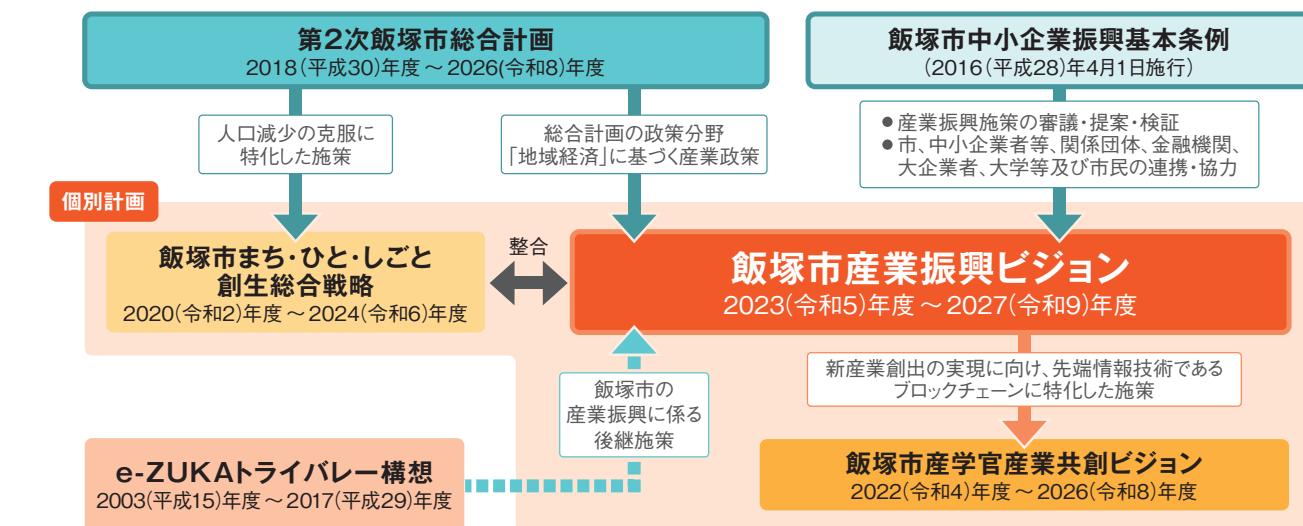 第2次飯塚市総合計画
2018(平成30)年度～2026(令和8)年度
飯塚市中小企業振興基本条例
(2016(平成28)年4月1日施行)
人口減少の克服に
特化した施策
総合計画の政策分野
「地域経済」に基づく産業政策
●産業振興施策の審議・提案・検証
●市、中小企業者等、関係団体、金融機関、
大企業者、大学等及び市民の連携・協力
個別計画
飯塚市まち・ひと・しごと
創生総合戦略
2020(令和2)年度～2024(令和6)年度
整合
飯塚市産業振興ビジョン
2023(令和5)年度～2027(令和9)年度
飯塚市の
産業振興に係る
後継施策
新産業創出の実現に向け、先端情報技術である
ブロックチェーンに特化した施策
e-ZUKAトライバレー構想
2003(平成15)年度～2017(平成29)年度
飯塚市産学官産業共創ビジョン
2022(令和4)年度～2026(令和8)年度